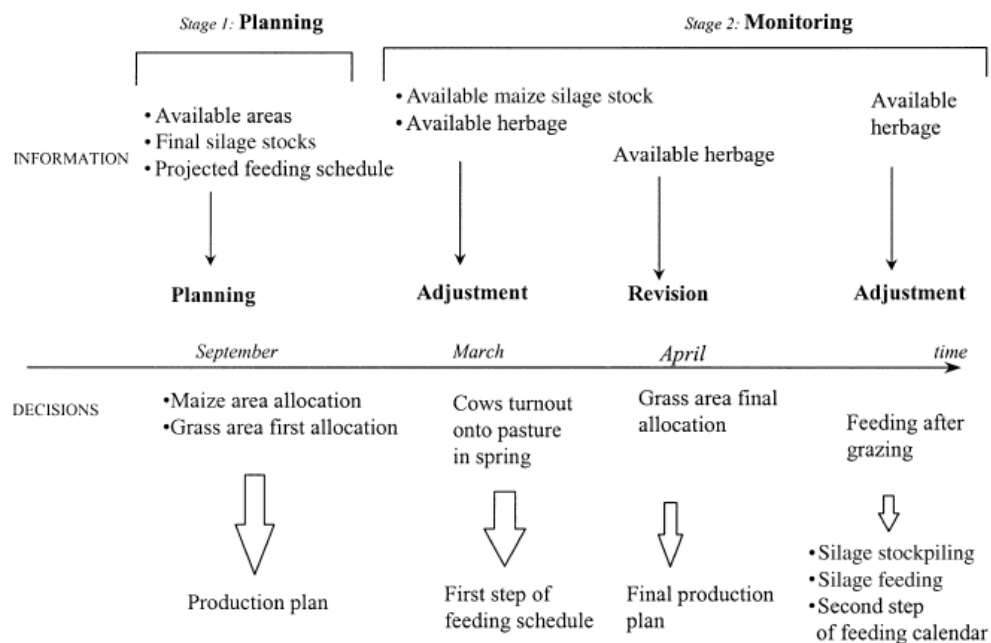 Stage 1: Planning
Stage 2: Monitoring
INFORMATION
• Available areas
• Final silage stocks
• Projected feeding schedule
• Available maize silage stock
• Available herbage
Available herbage
Available
herbage
Planning
Adjustment
Revision
Adjustment
September
March
April
time
DECISIONS
•Maize area allocation
•Grass area first allocation
Cows turnout
onto pasture
in spring
Grass area final
allocation
Feeding after
grazing
Production plan
First step of
feeding schedule
Final production
plan
•Silage stockpiling
•Silage feeding
•Second step
of feeding calendar